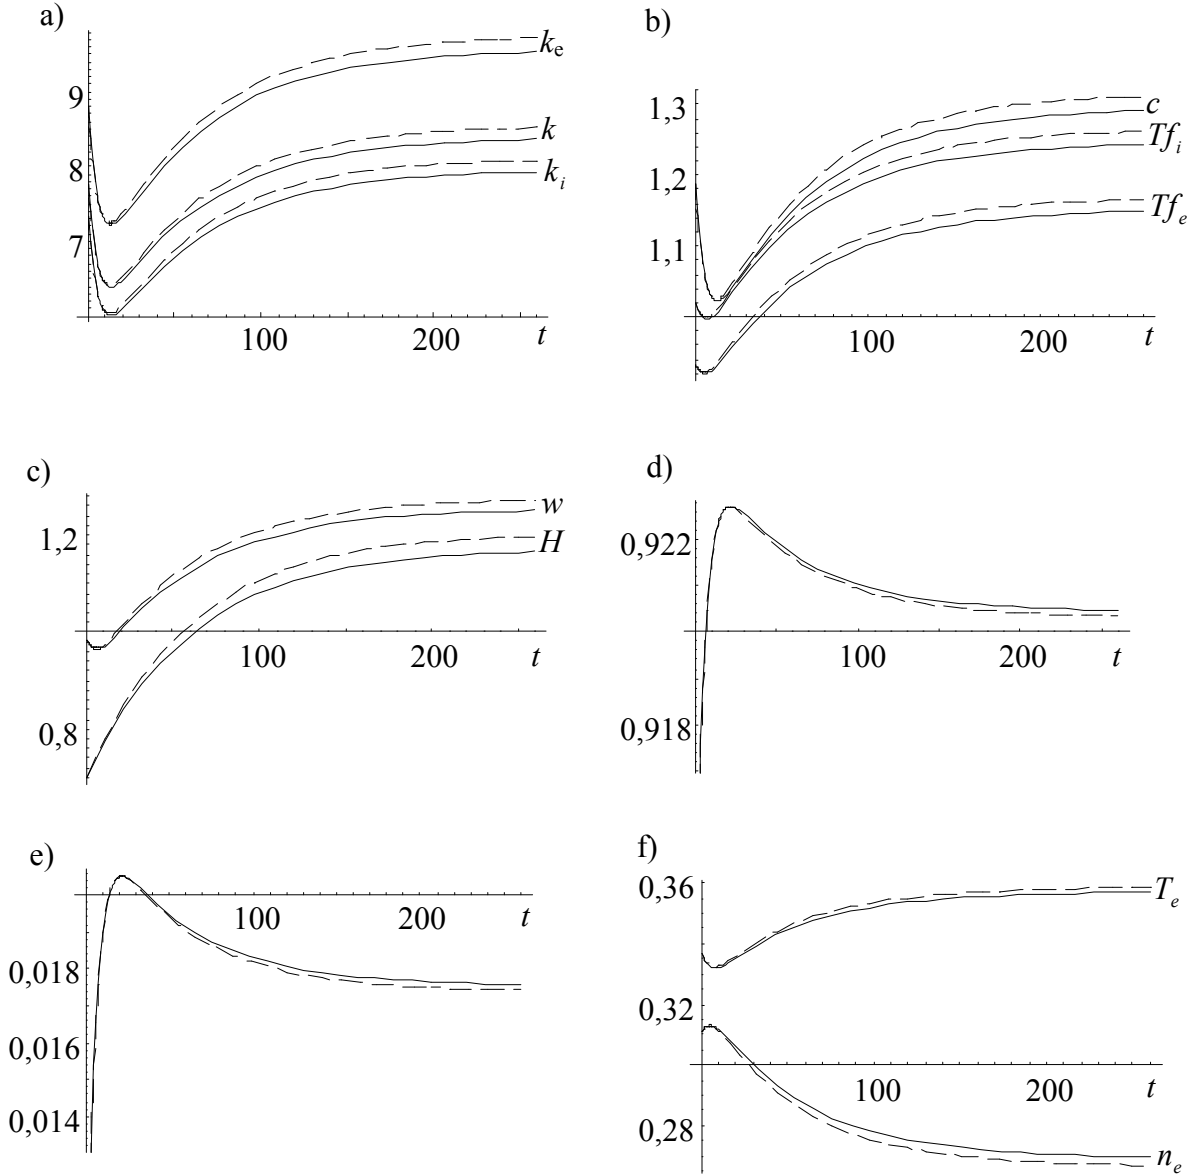 a)
k_e
9
k
8
k_i
7
100
200
t
b)
1,3
c
Tf_i
1,2
Tf_e
1,1
100
200
t
c)
w
1,2
H
100
200
t
0,8
d)
0,922
100
200
t
0,918
e)
100
200
t
0,018
0,016
0,014
f)
0,36
T_e
0,32
100
200
t
0,28
n_e